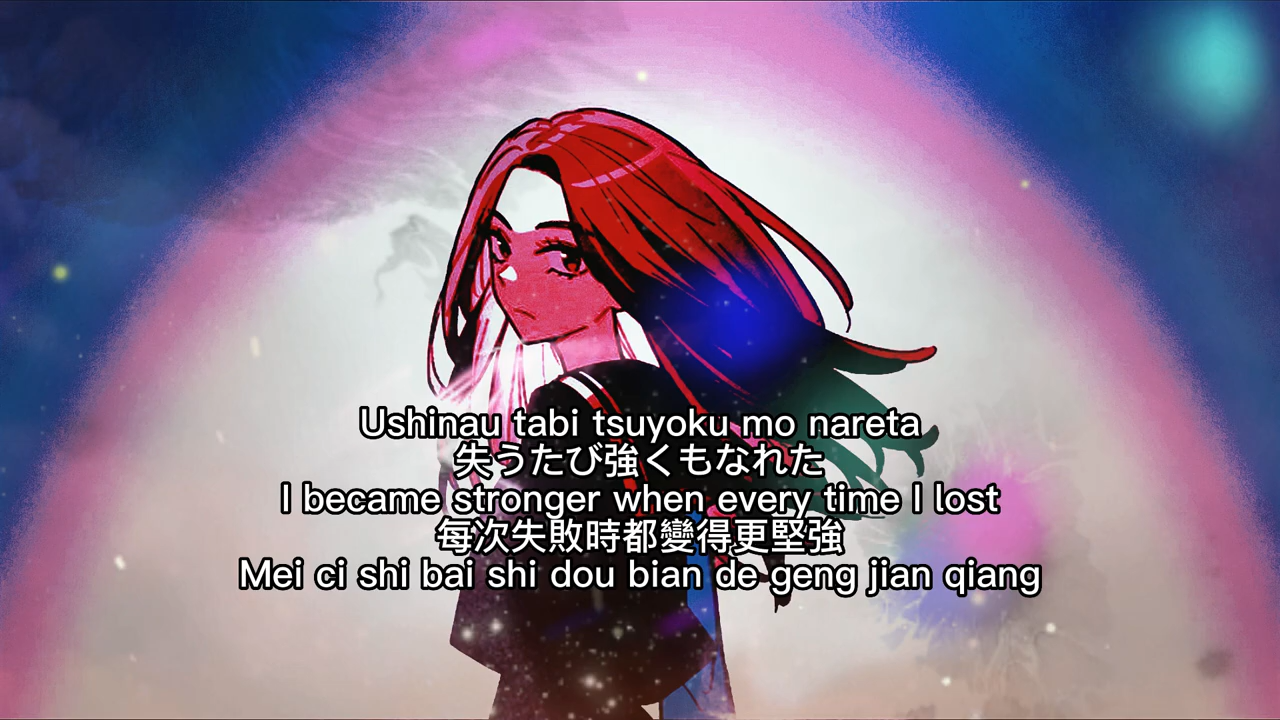 Ushinau tabi tsuyoku mo nareta
失うたび強くもなれた
I became stronger when every time I lost
每次失敗時都變得更堅強
Mei ci shi bai shi dou bian de geng jian qiang